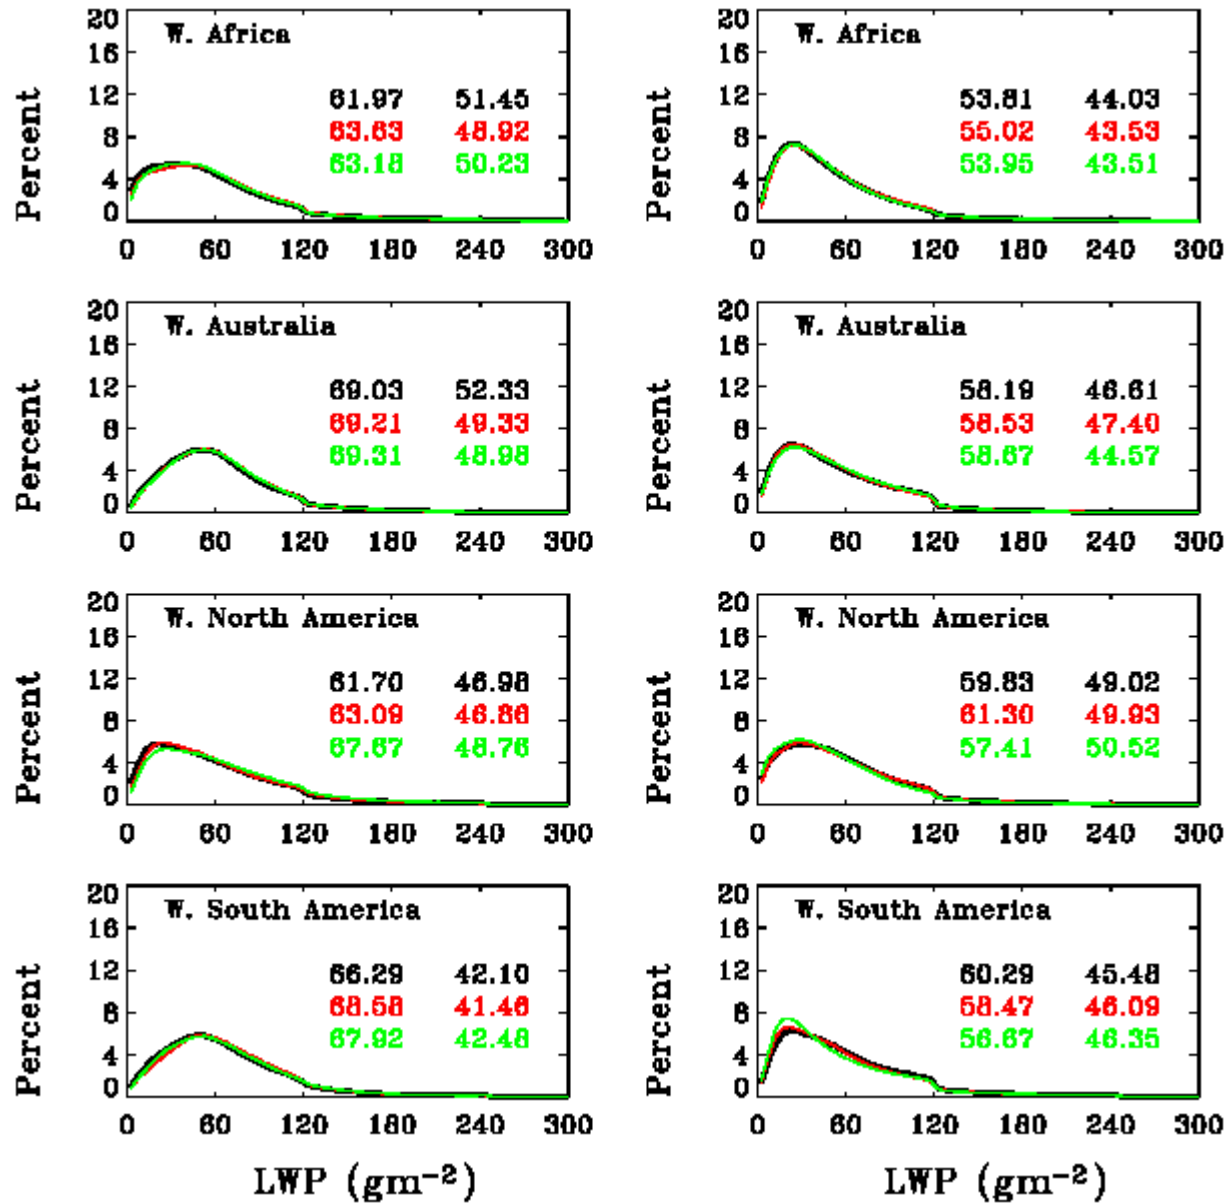 Percent
20
16
12
8
4
0
W. Africa
61.97 51.45
63.63 48.92
63.18 50.23
0 60 120 180 240 300
Percent
20
16
12
8
4
0
W. Africa
53.81 44.03
55.02 43.53
53.95 43.51
0 60 120 180 240 300
Percent
20
16
12
8
4
0
W. Australia
69.03 52.33
69.21 49.33
69.31 48.98
0 60 120 180 240 300
Percent
20
16
12
8
4
0
W. Australia
58.19 46.61
58.53 47.40
58.67 44.57
0 60 120 180 240 300
Percent
20
16
12
8
4
0
W. North America
61.70 46.98
63.09 46.86
67.67 48.76
0 60 120 180 240 300
Percent
20
16
12
8
4
0
W. North America
59.83 49.02
61.30 49.93
57.41 50.52
0 60 120 180 240 300
Percent
20
16
12
8
4
0
W. South America
66.29 42.10
68.58 41.46
67.92 42.48
0 60 120 180 240 300
LWP (gm⁻²)
Percent
20
16
12
8
4
0
W. South America
60.29 45.48
58.47 46.09
56.67 46.35
0 60 120 180 240 300
LWP (gm⁻²)